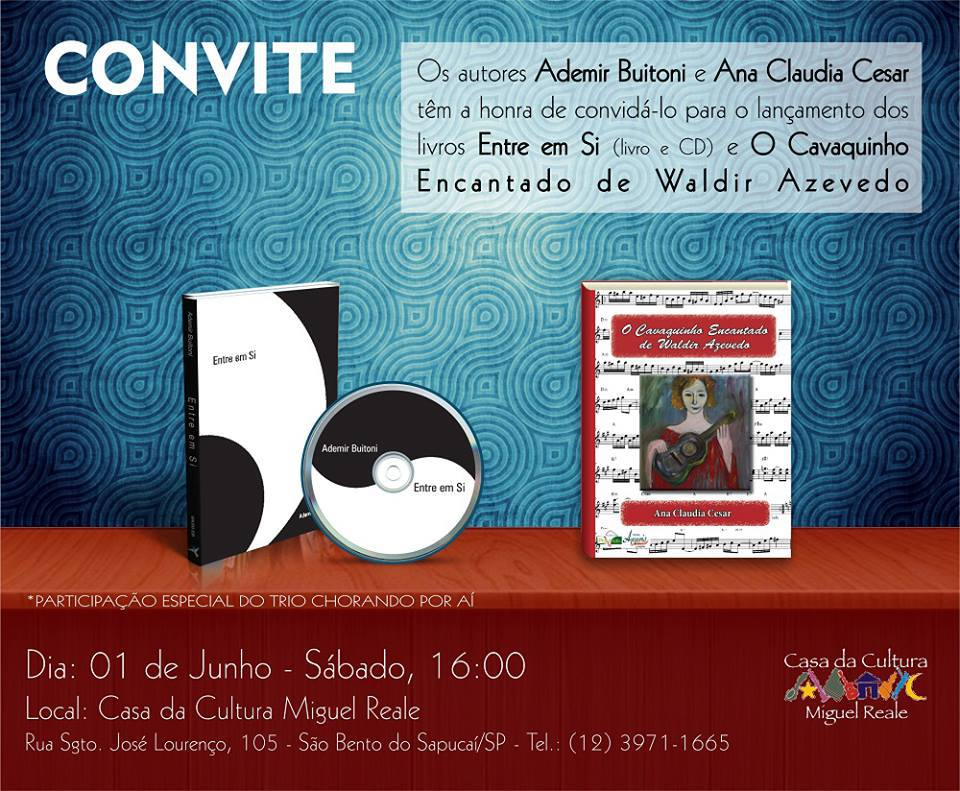 CONVITE
Os autores Ademir Buitoni e Ana Claudia Cesar
têm a honra de convidá-lo para o lançamento dos
livros Entre em Si (livro e CD) e O Cavaquinho
Encantado de Waldir Azevedo
Ademir Buitoni
Entre em Si
Entre em Si
Ademir Buitoni
Entre em Si
O Cavaquinho Encantado
de Waldir Azevedo
Ana Claudia Cesar
*PARTICIPAÇÃO ESPECIAL DO TRIO CHORANDO POR AÍ
Dia: 01 de Junho - Sábado, 16:00
Local: Casa da Cultura Miguel Reale
Rua Sgto. José Lourenço, 105 - São Bento do Sapucaí/SP - Tel.: (12) 3971-1665
Casa da Cultura
Miguel Reale